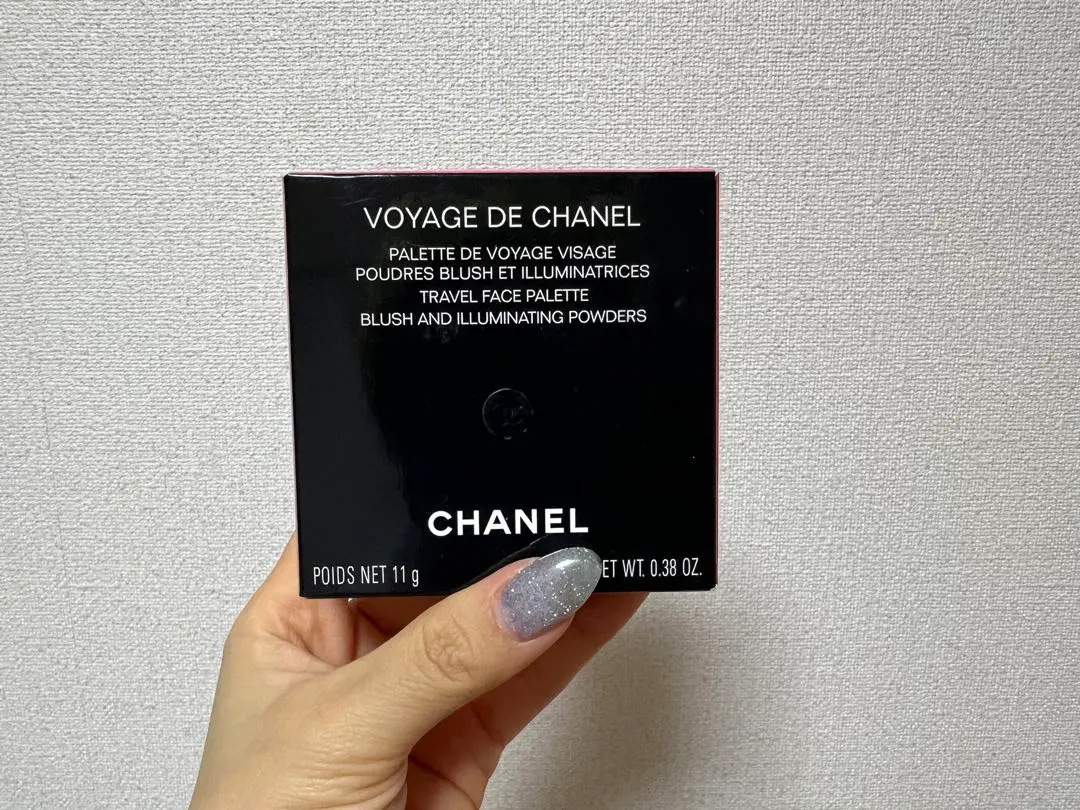 VOYAGE DE CHANEL
PALETTE DE VOYAGE VISAGE
POUDRES BLUSH ET ILLUMINATRICES
TRAVEL FACE PALETTE
BLUSH AND ILLUMINATING POWDERS
CHANEL
POIDS NET 11 g
WT. 0.38 OZ.